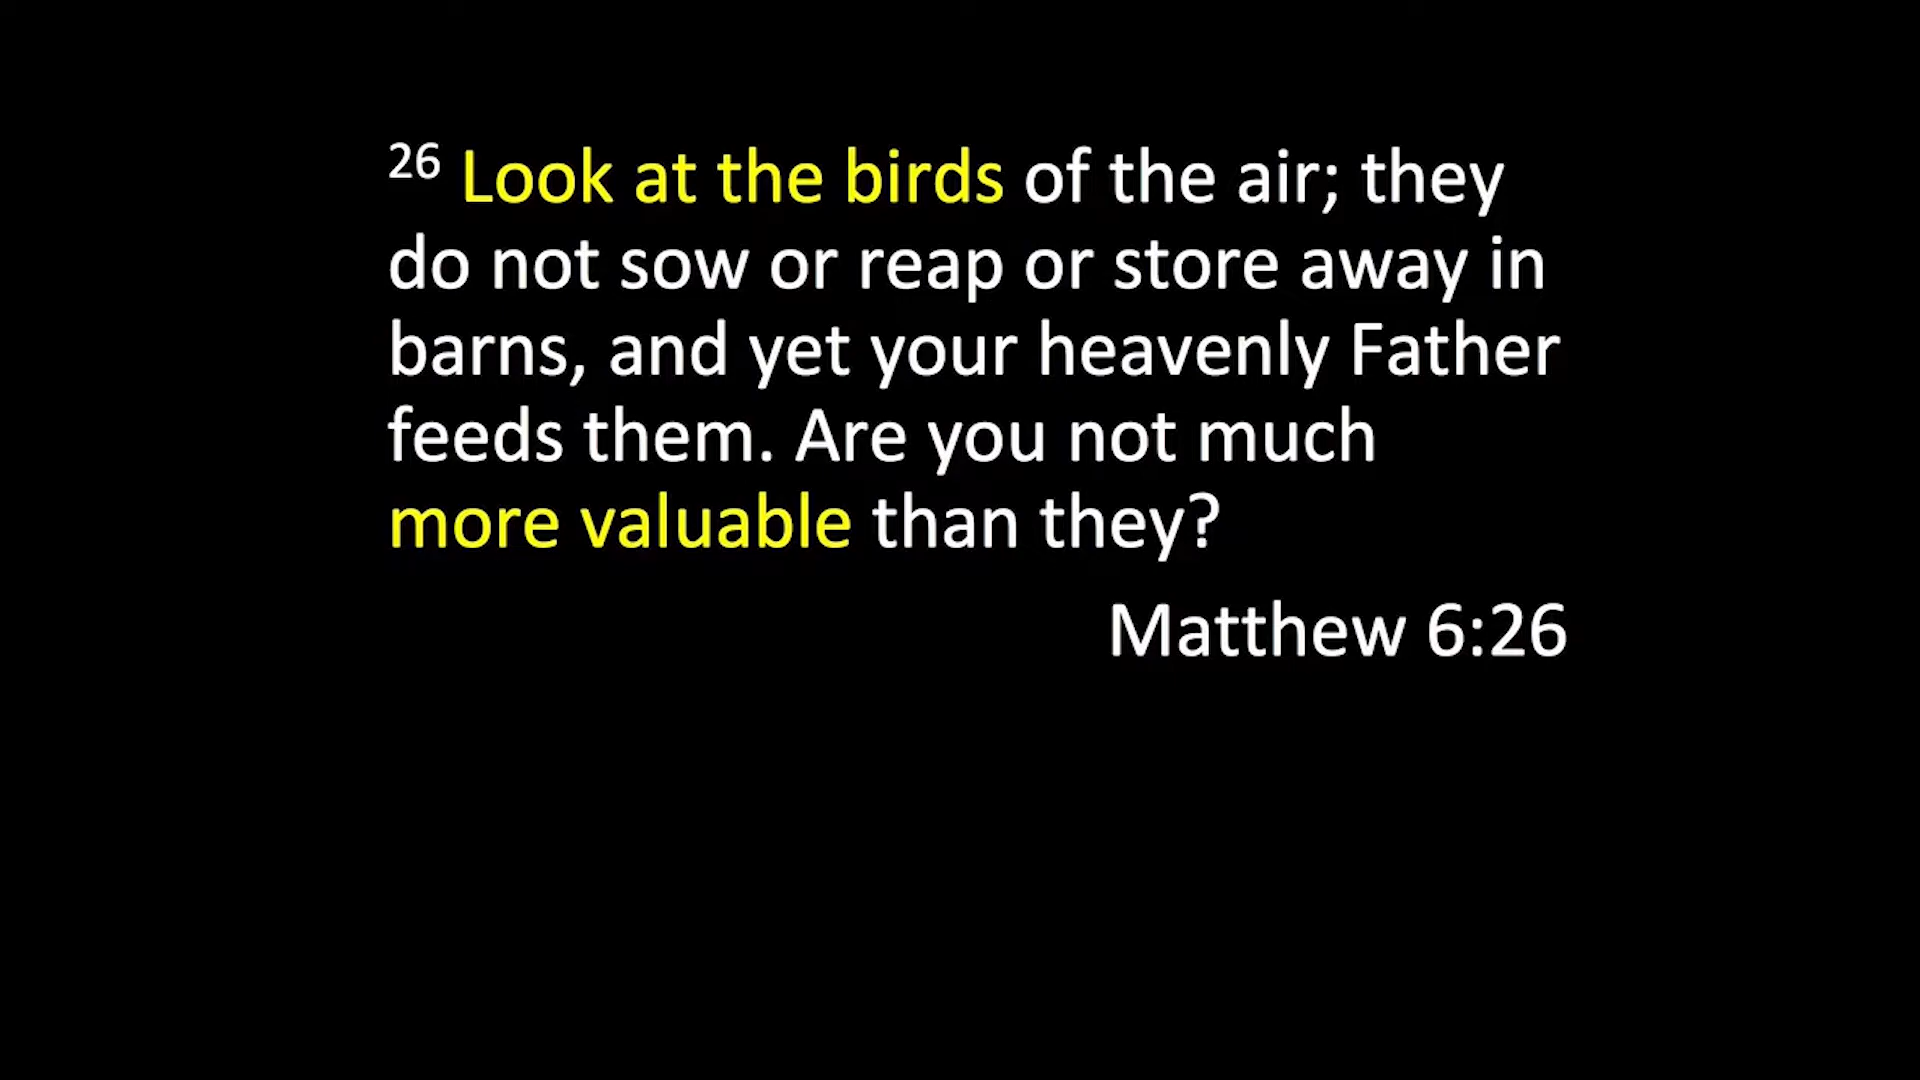 26 Look at the birds of the air; they
do not sow or reap or store away in
barns, and yet your heavenly Father
feeds them. Are you not much
more valuable than they?
Matthew 6:26